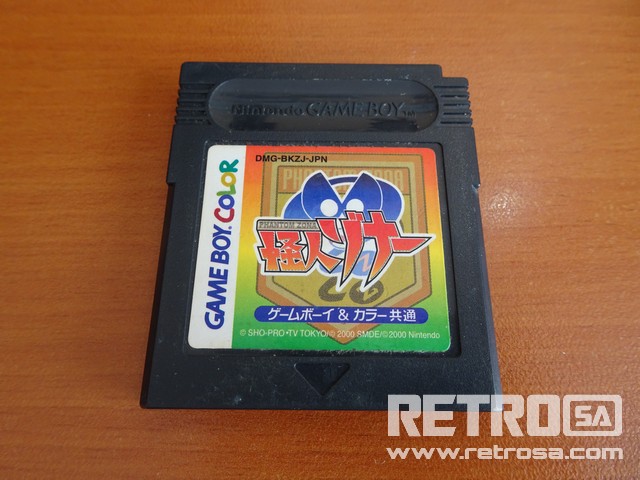 Nintendo GAME BOY TM
DMG-BKZJ-JPN
GAME BOY COLOR
PHANTOM ZONA
怪人ゾナー
ゲームボーイ & カラー共通
© SHO-PRO•TV TOKYO/© 2000 SMDE/© 2000 Nintendo
RETROSA
www.retrosa.com